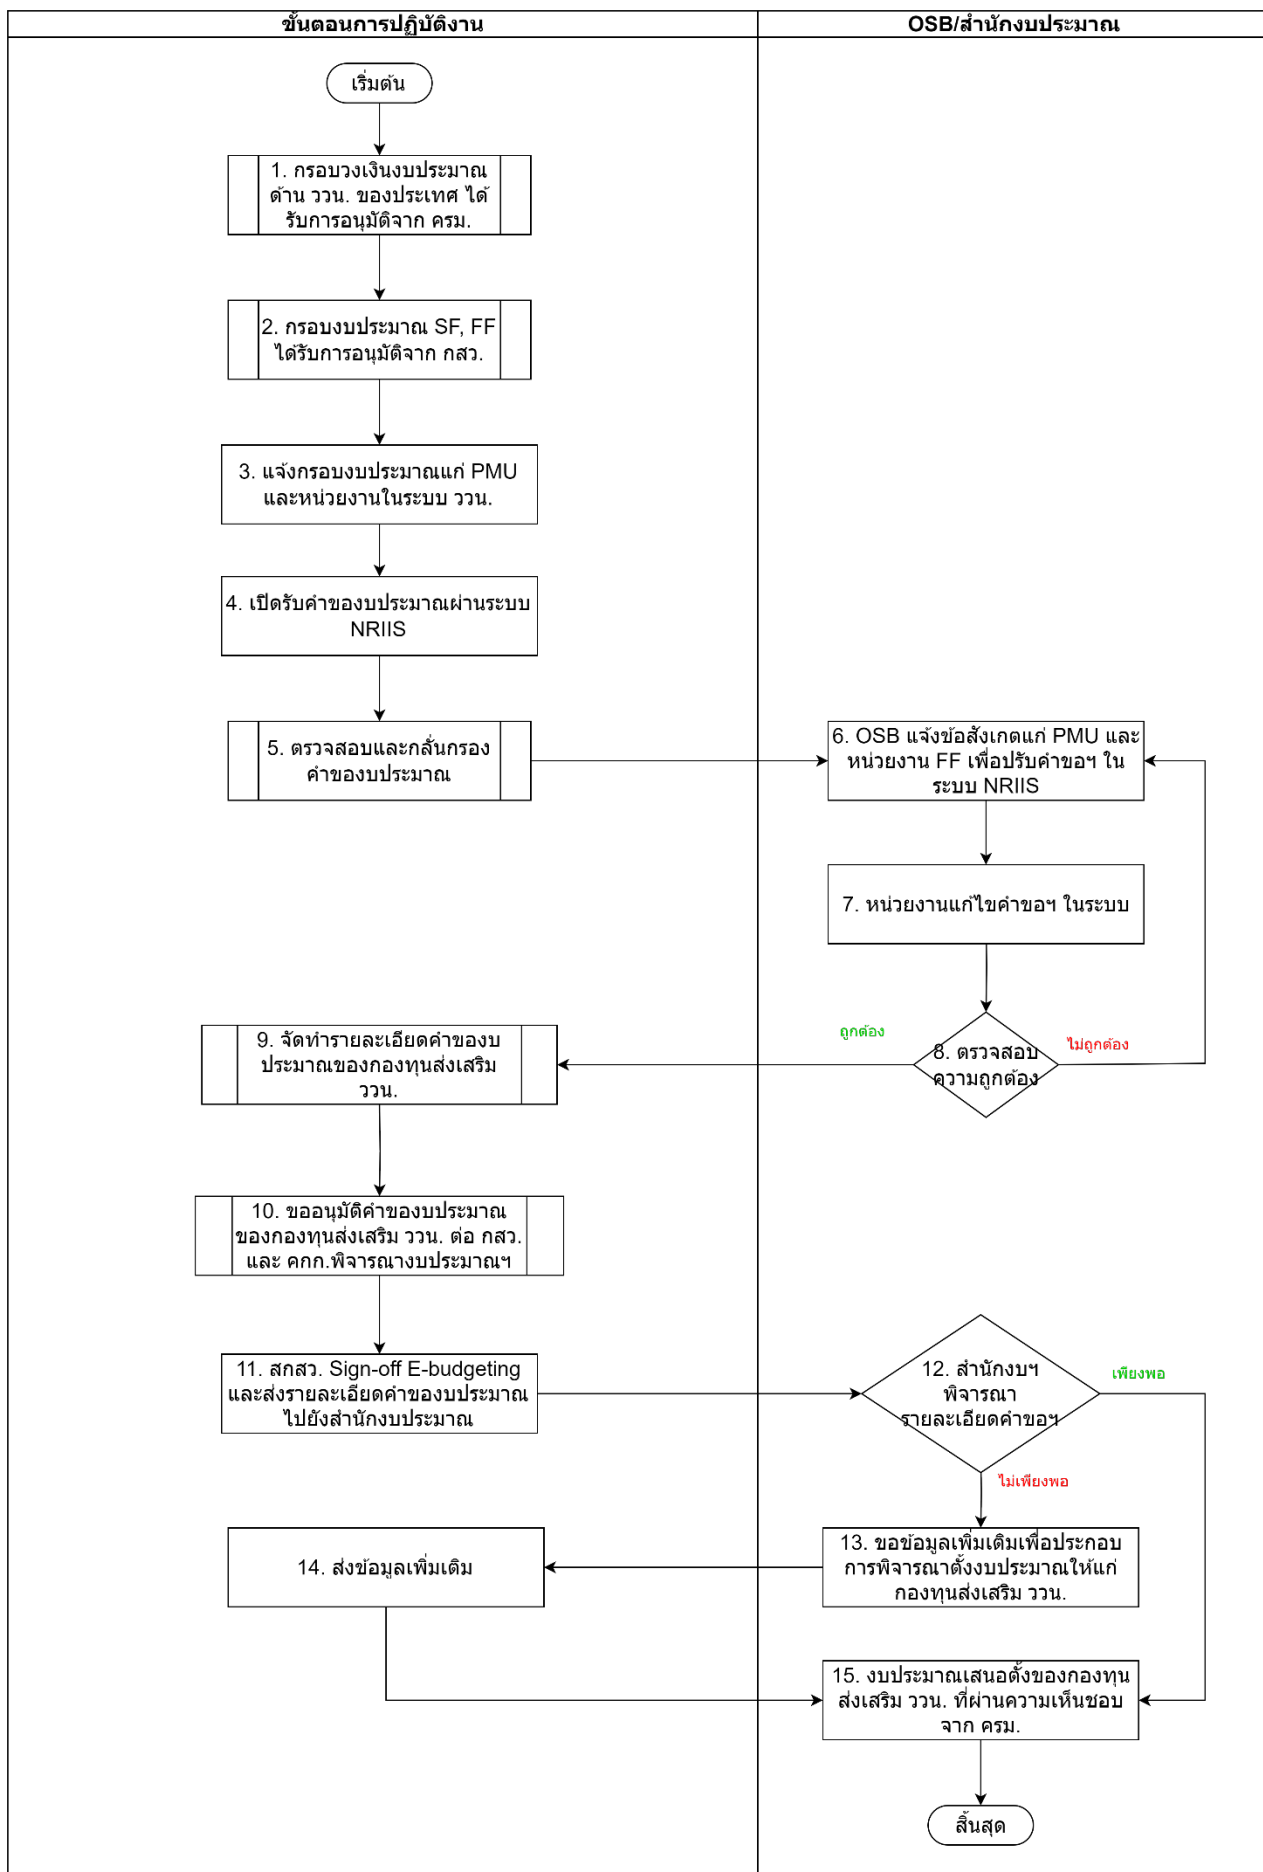 ขั้นตอนการปฏิบัติงาน
OSB/สำนักงบประมาณ
เริ่มต้น
1. กรอบวงเงินงบประมาณ
ด้าน ววน. ของประเทศ ได้
รับการอนุมัติจาก ครม.
2. กรอบงบประมาณ SF, FF
ได้รับการอนุมัติจาก กสว.
3. แจ้งกรอบงบประมาณแก่ PMU
และหน่วยงานในระบบ ววน.
4. เปิดรับคำของบประมาณผ่านระบบ
NRIIS
5. ตรวจสอบและกลั่นกรอง
คำของบประมาณ
6. OSB แจ้งข้อสังเกตแก่ PMU และ
หน่วยงาน FF เพื่อปรับคำขอฯ ใน
ระบบ NRIIS
7. หน่วยงานแก้ไขคำขอฯ ในระบบ
8. ตรวจสอบ
ความถูกต้อง
ถูกต้อง
ไม่ถูกต้อง
9. จัดทำรายละเอียดคำของบ
ประมาณของกองทุนส่งเสริม
ววน.
10. ขออนุมัติคำของบประมาณ
ของกองทุนส่งเสริม ววน. ต่อ กสว.
และ คกก.พิจารณางบประมาณฯ
11. สกสว. Sign-off E-budgeting
และส่งรายละเอียดคำของบประมาณ
ไปยังสำนักงบประมาณ
12. สำนักงบฯ
พิจารณา
รายละเอียดคำขอฯ
เพียงพอ
ไม่เพียงพอ
13. ขอข้อมูลเพิ่มเติมเพื่อประกอบ
การพิจารณาตั้งงบประมาณให้แก่
กองทุนส่งเสริม ววน.
14. ส่งข้อมูลเพิ่มเติม
15. งบประมาณเสนอตั้งของกองทุน
ส่งเสริม ววน. ที่ผ่านความเห็นชอบ
จาก ครม.
สิ้นสุด